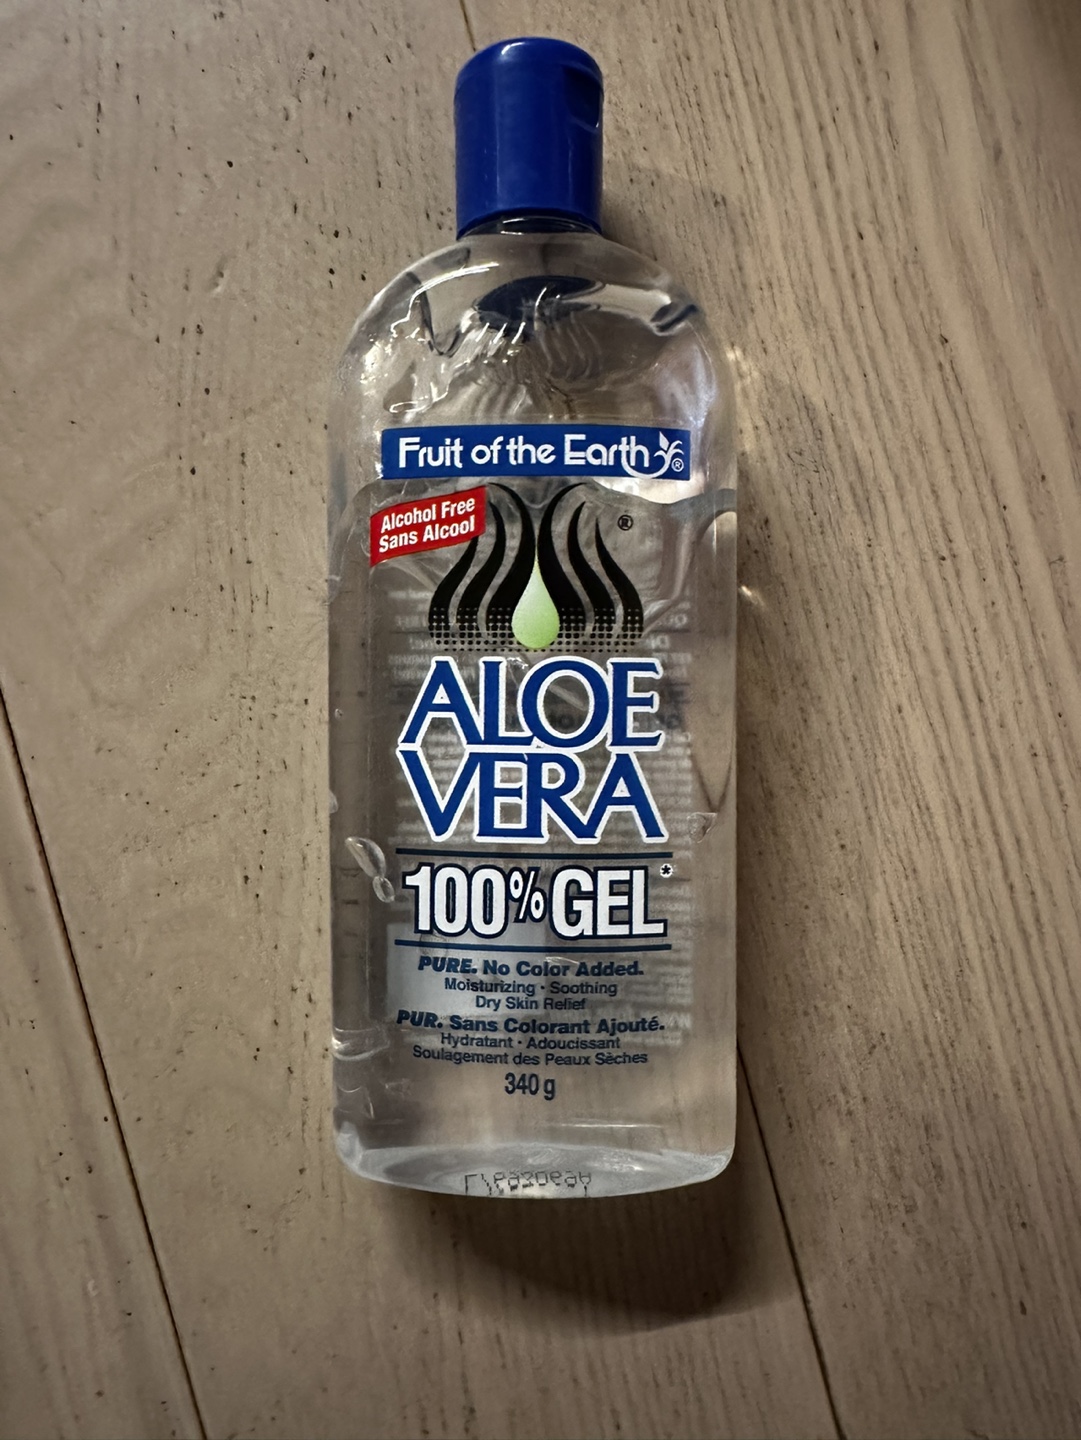 Fruit of the Earth®
Alcohol Free
Sans Alcool
®
ALOE
VERA
100% GEL*
PURE. No Color Added.
Moisturizing • Soothing
Dry Skin Relief
PUR. Sans Colorant Ajouté.
Hydratant • Adoucissant
Soulagement des Peaux Sèches
340 g